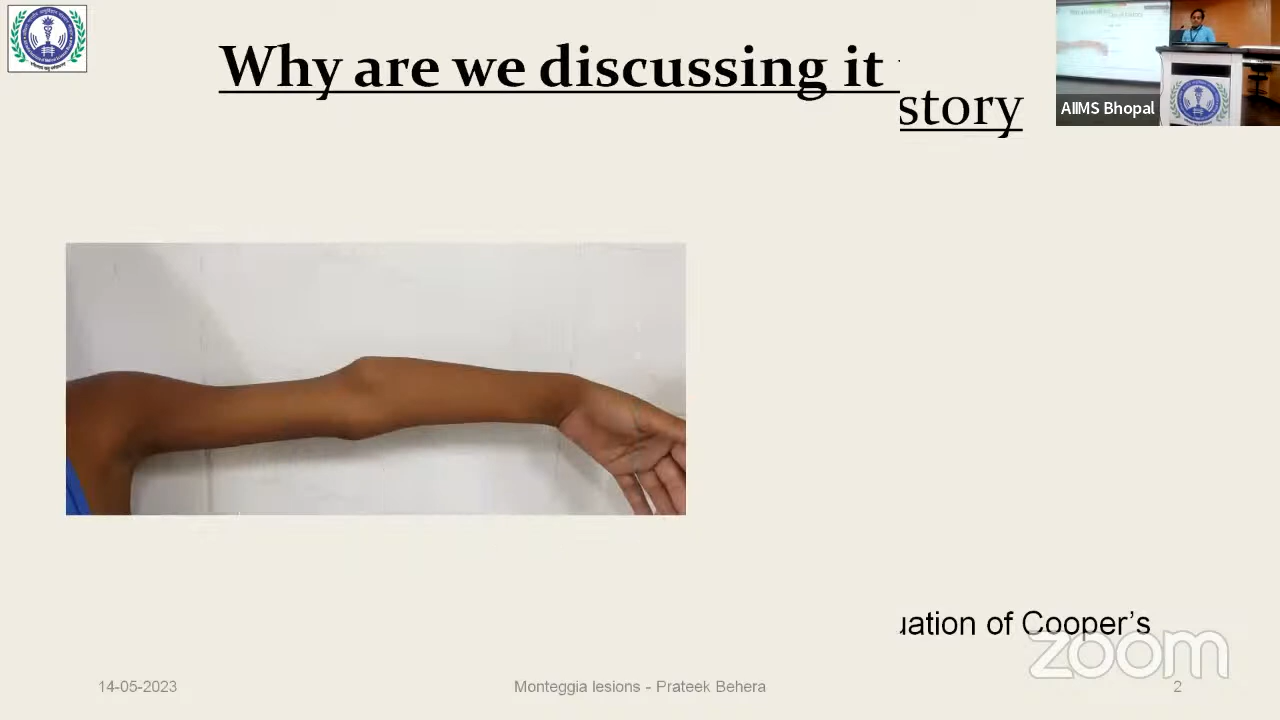 Why are we discussing it
story
AIIMS Bhopal
uation of Cooper's
zoom
14-05-2023
Monteggia lesions - Prateek Behera
2